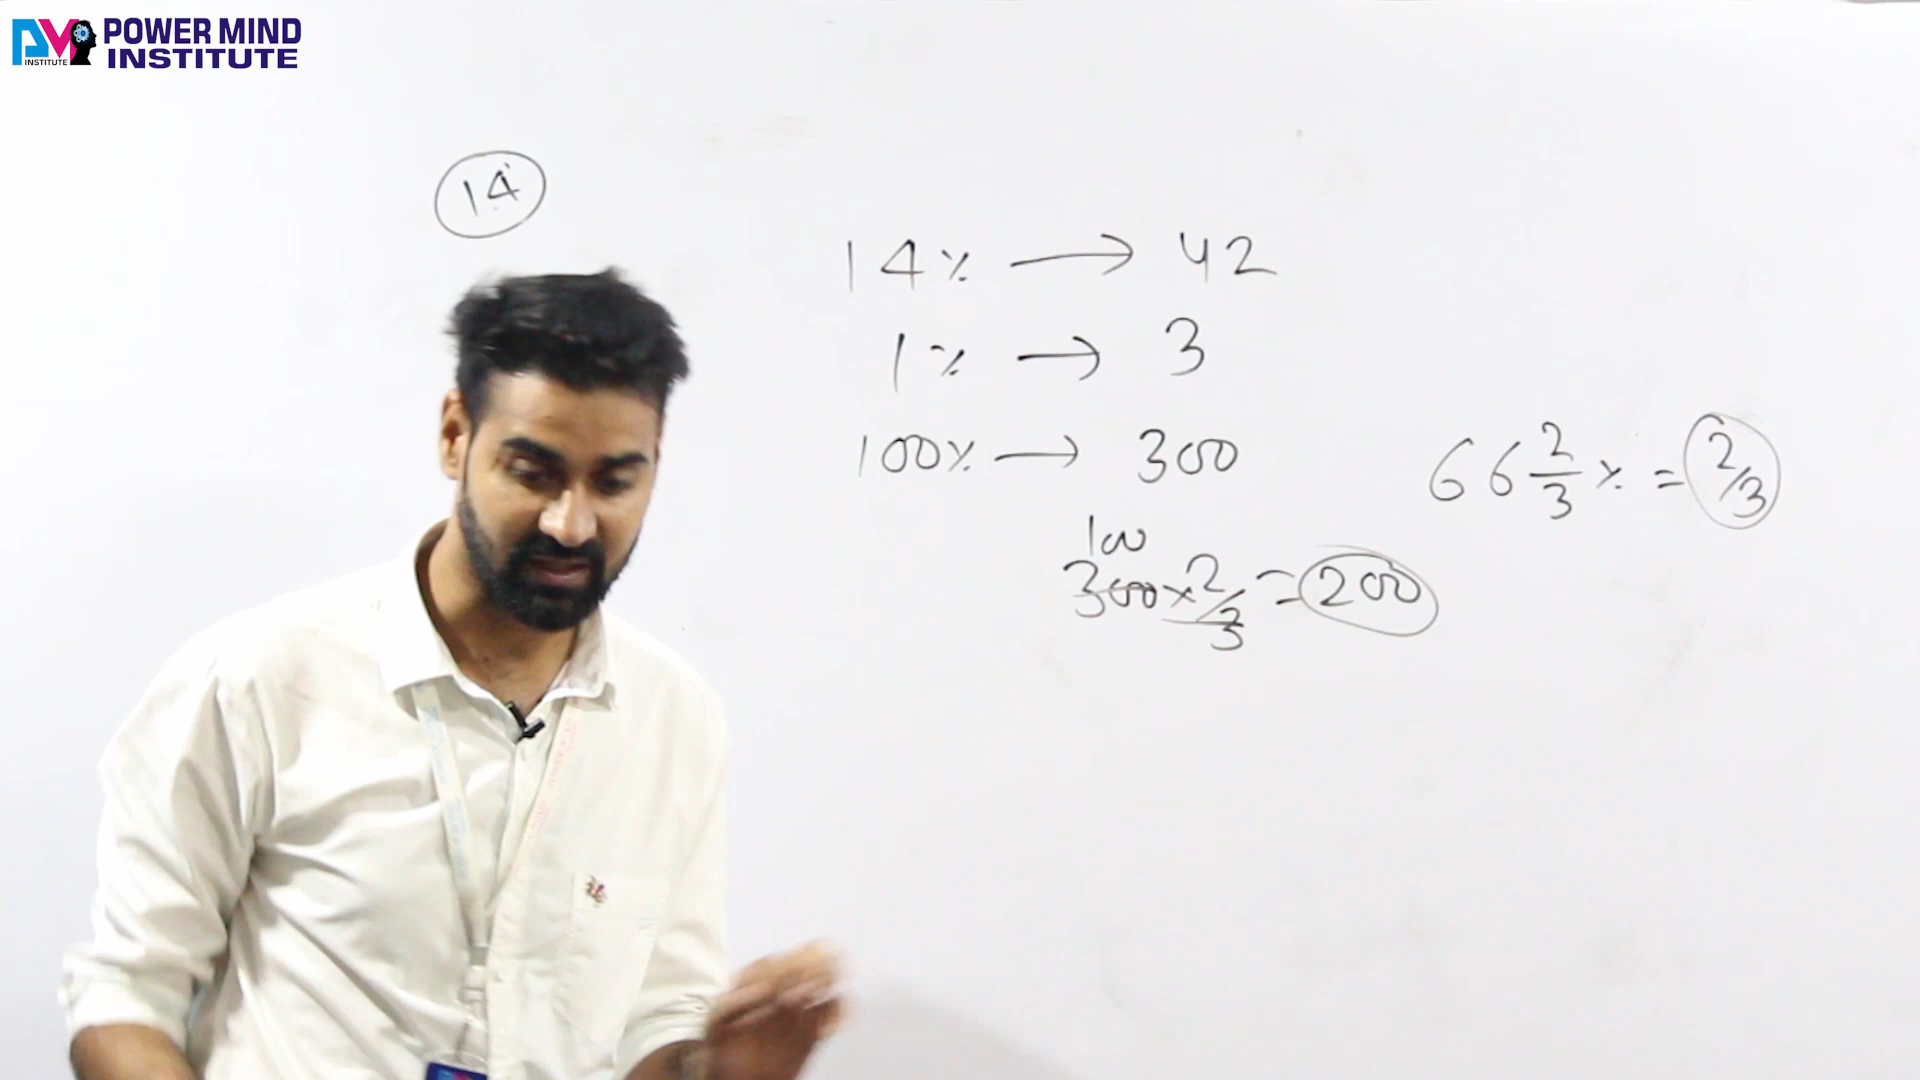 POWER MIND
INSTITUTE
PM
INSTITUTE
14
14% → 42
1% → 3
100% → 300
66 2/3 % = 2/3
100
300 x 2/3 = 200